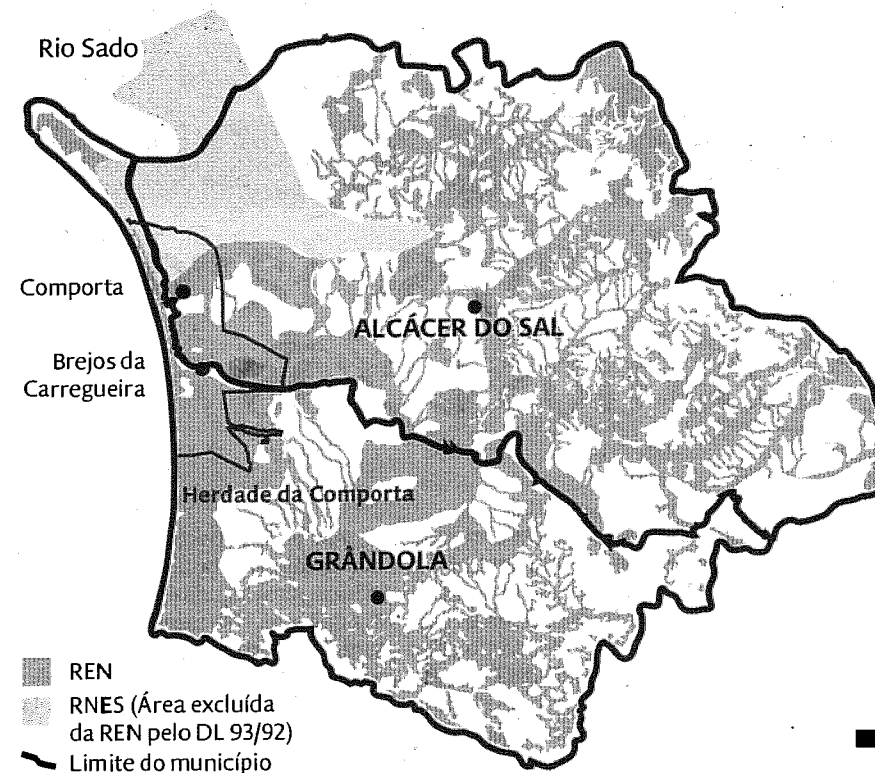 Rio Sado
Comporta
ALCÁCER DO SAL
Brejos da
Carregueira
Herdade da Comporta
GRÂNDOLA
REN
RNES (Área excluída
da REN pelo DL 93/92)
Limite do município